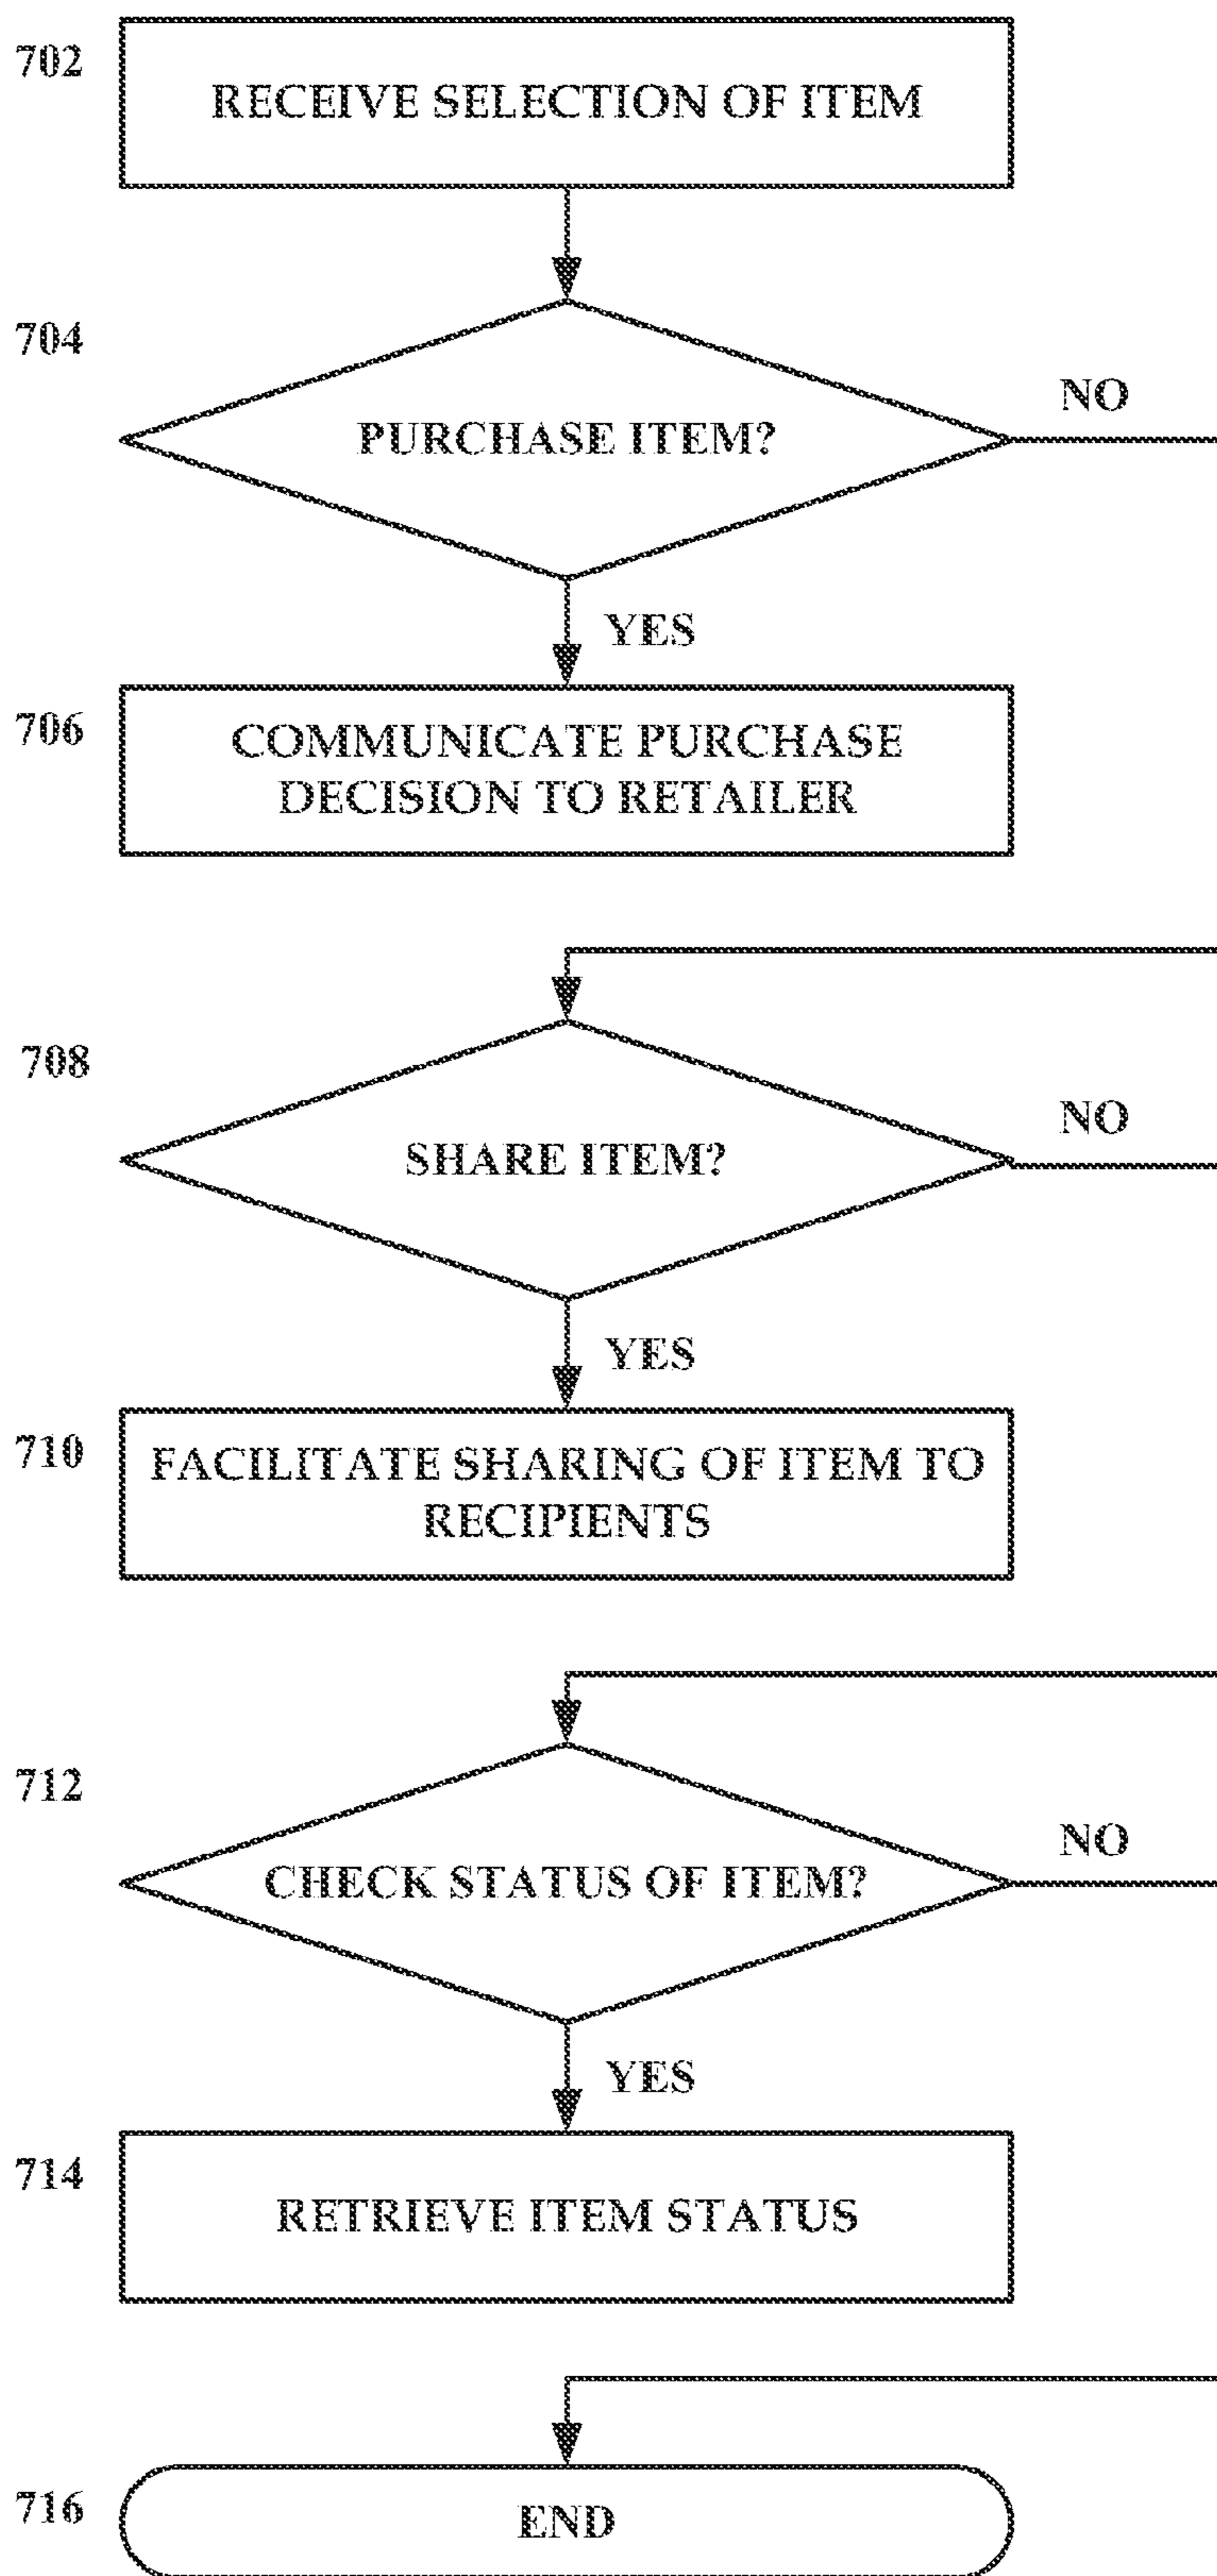 702
RECEIVE SELECTION OF ITEM
704
PURCHASE ITEM?
NO
YES
706
COMMUNICATE PURCHASE
DECISION TO RETAILER
708
SHARE ITEM?
NO
YES
710
FACILITATE SHARING OF ITEM TO
RECIPIENTS
712
CHECK STATUS OF ITEM?
NO
YES
714
RETRIEVE ITEM STATUS
716
END